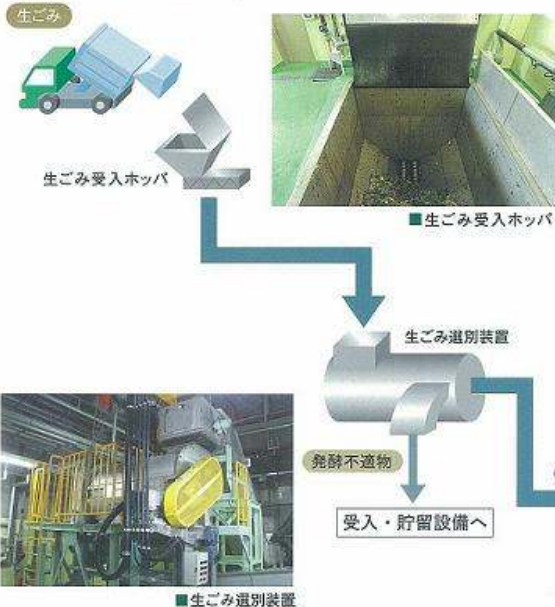 生ごみ
生ごみ受入ホッパ
■生ごみ受入ホッパ
生ごみ選別装置
発酵不適物
受入・貯留設備へ
■生ごみ選別装置